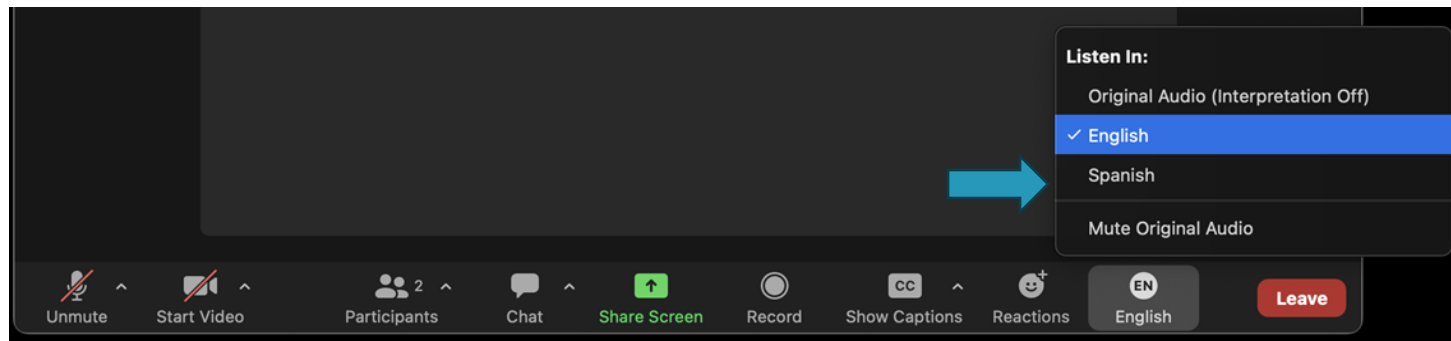 Listen In:
Original Audio (Interpretation Off)
English
Spanish
Mute Original Audio
2
CC
EN
Unmute
Start Video
Participants
Chat
Share Screen
Record
Show Captions
Reactions
English
Leave